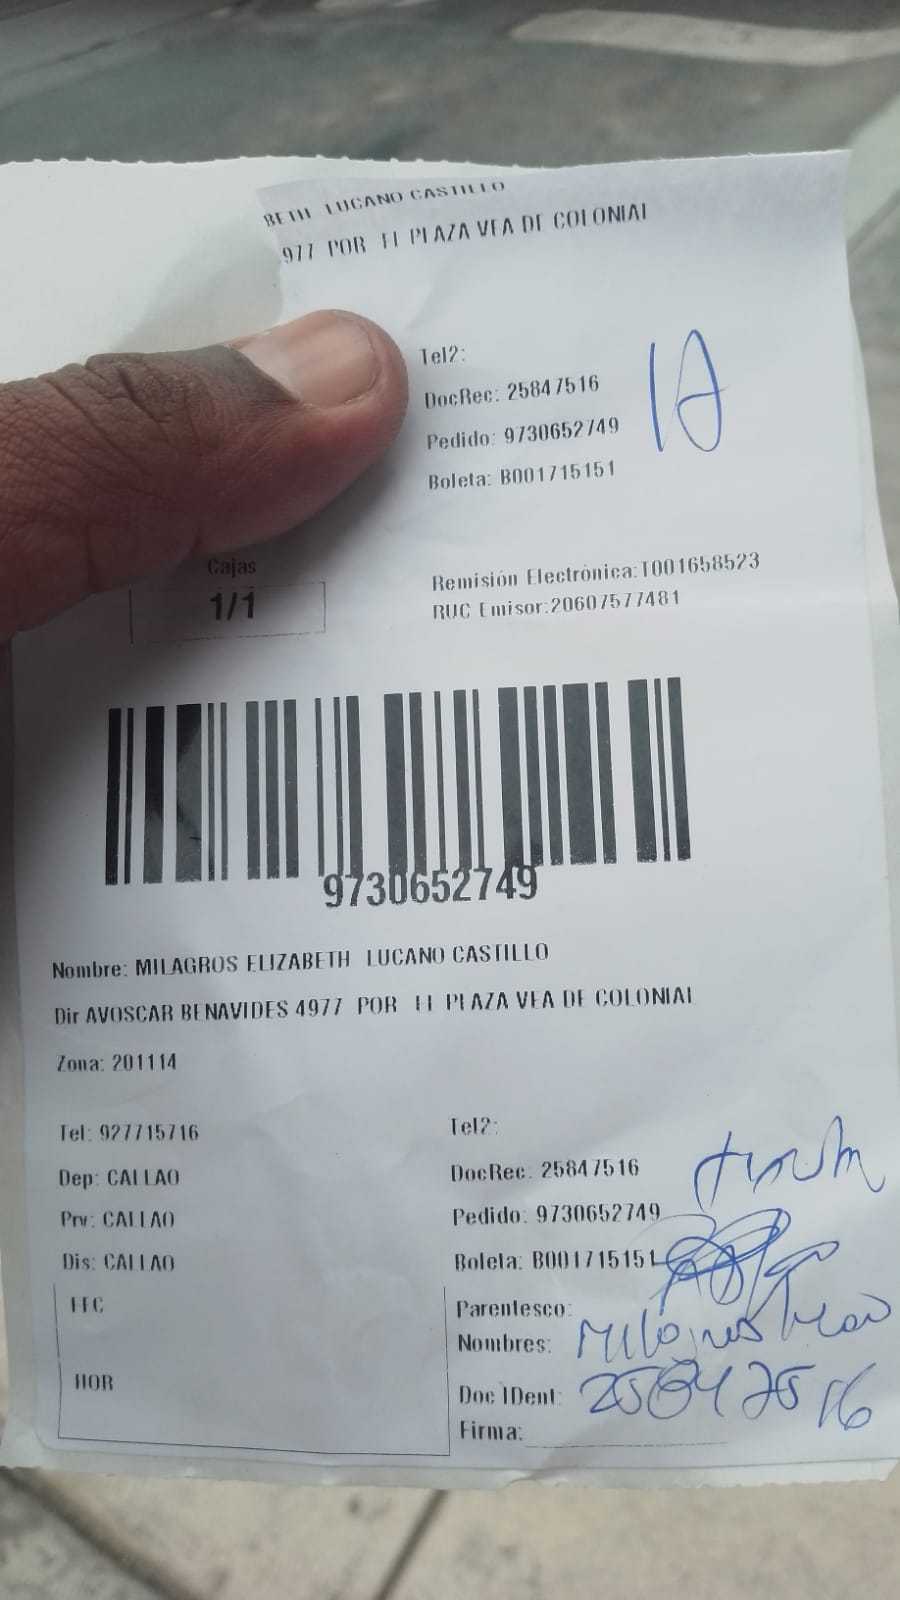 BETH LUCANO CASTILLO
977 POR EL PLAZA VEA DE COLONIAL
Tel2:
DocRec: 25847516
Pedido: 9730652749
Boleta: B001715151
Cajas
1/1
Remisión Electrónica:T001658523
RUC Emisor:20607577481
9730652749
Nombre: MILAGROS ELIZABETH LUCANO CASTILLO
Dir AVOSCAR BENAVIDES 4977 POR EL PLAZA VEA DE COLONIAL
Zona: 201114
Tel: 927715716
Tel2:
Dep: CALLAO
DocRec: 25847516
Prv: CALLAO
Pedido: 9730652749
Dis: CALLAO
Boleta: B001715151
FEC
Parentesco:
Nombres: Milagros
HOR
Doc IDent: 25847516
Firma: